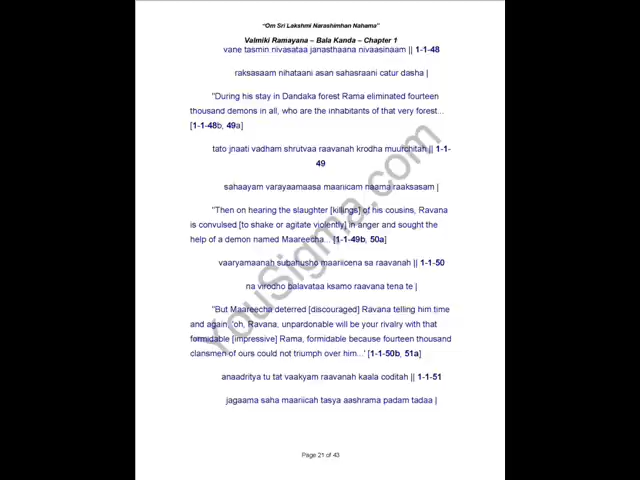 "Om Sri Lakshmi Narashimhan Nahama"
Valmiki Ramayana – Bala Kanda – Chapter 1
vane tasmin nivasataa janasthaana nivaasinaam || 1-1-48
raksasaam nihataani asan sahasraani catur dasha |
"During his stay in Dandaka forest Rama eliminated fourteen
thousand demons in all, who are the inhabitants of that very forest...
[1-1-48b, 49a]
tato jnaati vadham shrutvaa raavanah krodha muurchitah || 1-1-
49
sahaayam varayaamaasa maariicam naama raaksasam |
"Then on hearing the slaughter [killings] of his cousins, Ravana
is convulsed [to shake or agitate violently] in anger and sought the
help of a demon named Maareecha... [1-1-49b, 50a]
vaaryamaanah subahusho maariicena sa raavanah || 1-1-50
na virodho balavataa ksamo raavana tena te |
"But Maareecha deterred [discouraged] Ravana telling him time
and again, 'oh, Ravana, unpardonable will be your rivalry with that
formidable [impressive] Rama, formidable because fourteen thousand
clansmen of ours could not triumph over him...' [1-1-50b, 51a]
anaadritya tu tat vaakyam raavanah kaala coditah || 1-1-51
jagaama saha maariicah tasya aashrama padam tadaa |
Page 21 of 43
YouSigma.com